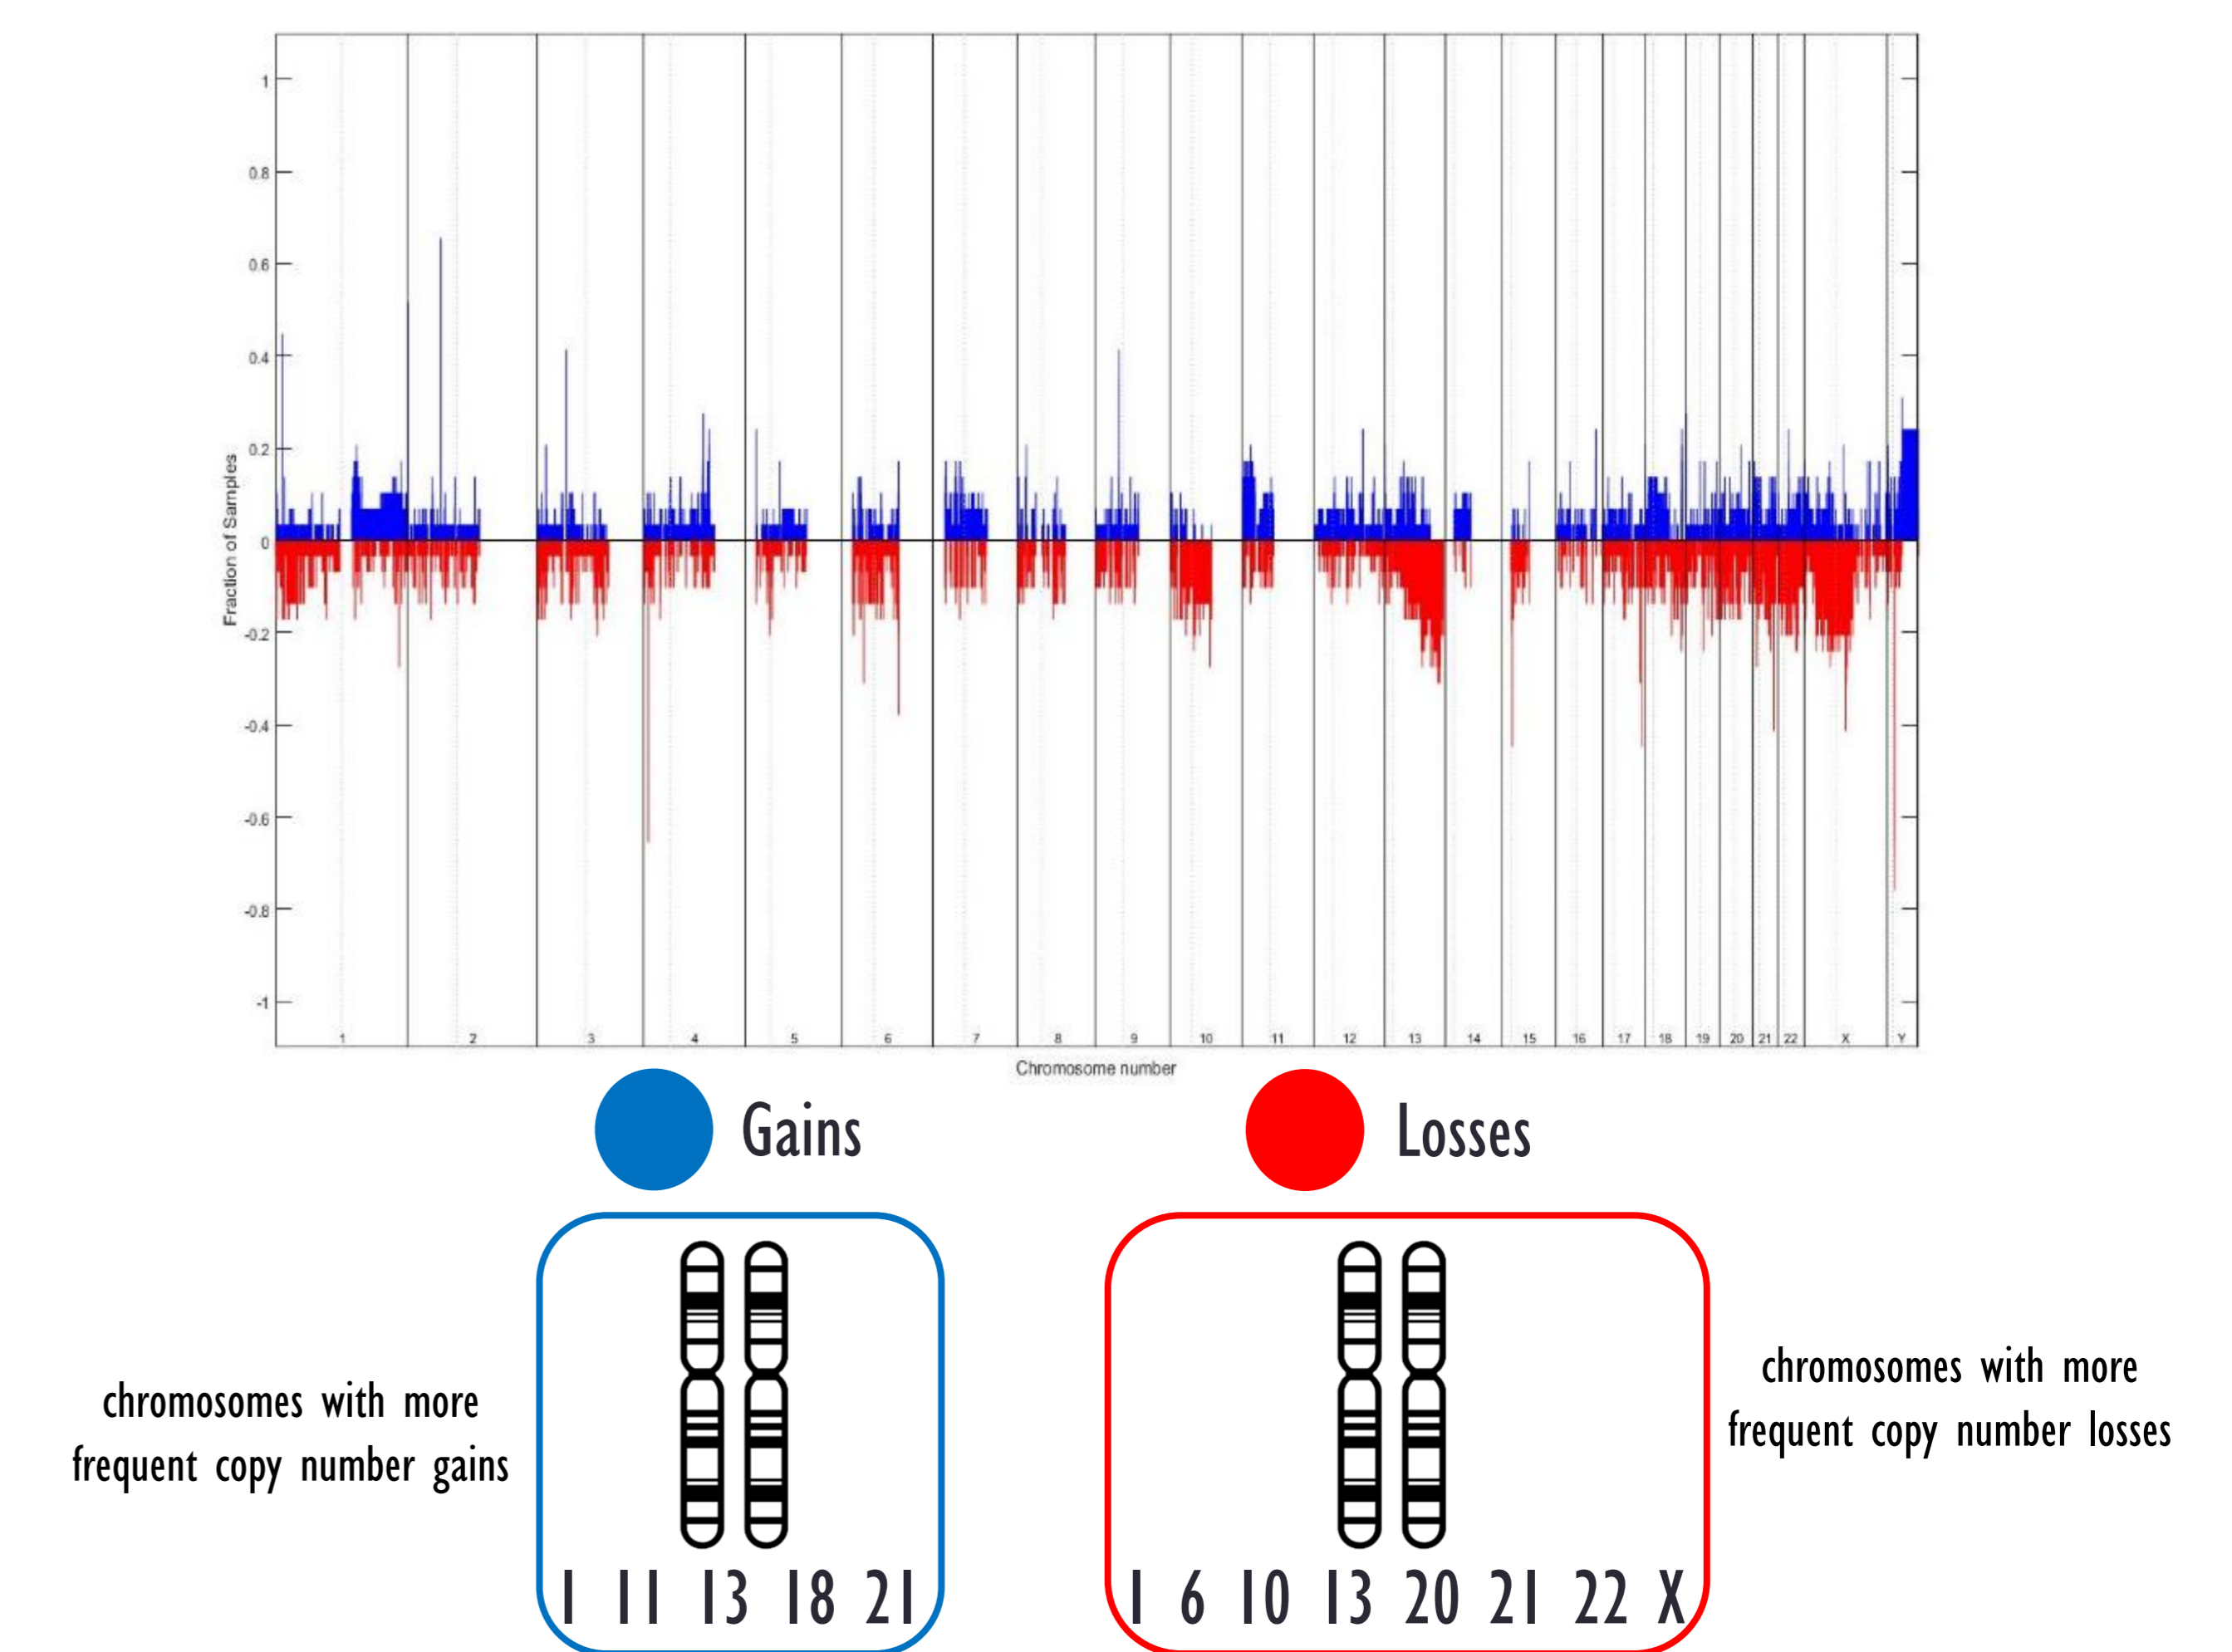 1
0.8
0.6
0.4
0.2
0
-0.2
-0.4
-0.6
-0.8
-1
Fraction of Samples
1 2 3 4 5 6 7 8 9 10 11 12 13 14 15 16 17 18 19 20 21 22 X Y
Chromosome number
Gains
Losses
chromosomes with more
frequent copy number gains
1 11 13 18 21
1 6 10 13 20 21 22 X
chromosomes with more
frequent copy number losses